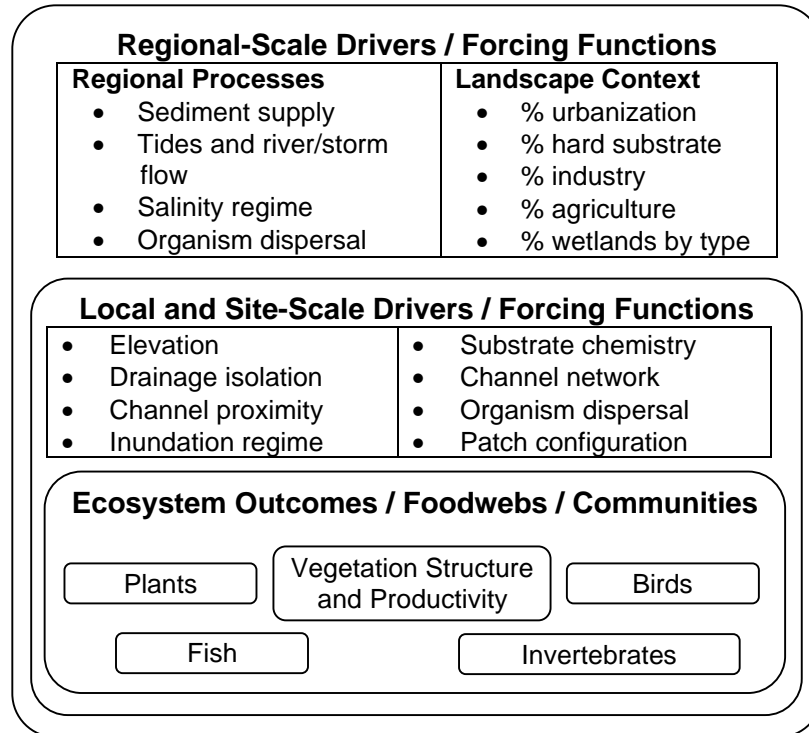 Regional-Scale Drivers / Forcing Functions
Regional Processes
• Sediment supply
• Tides and river/storm
flow
• Salinity regime
• Organism dispersal
Landscape Context
• % urbanization
• % hard substrate
• % industry
• % agriculture
• % wetlands by type
Local and Site-Scale Drivers / Forcing Functions
• Elevation
• Drainage isolation
• Channel proximity
• Inundation regime
• Substrate chemistry
• Channel network
• Organism dispersal
• Patch configuration
Ecosystem Outcomes / Foodwebs / Communities
Plants
Vegetation Structure
and Productivity
Birds
Fish
Invertebrates